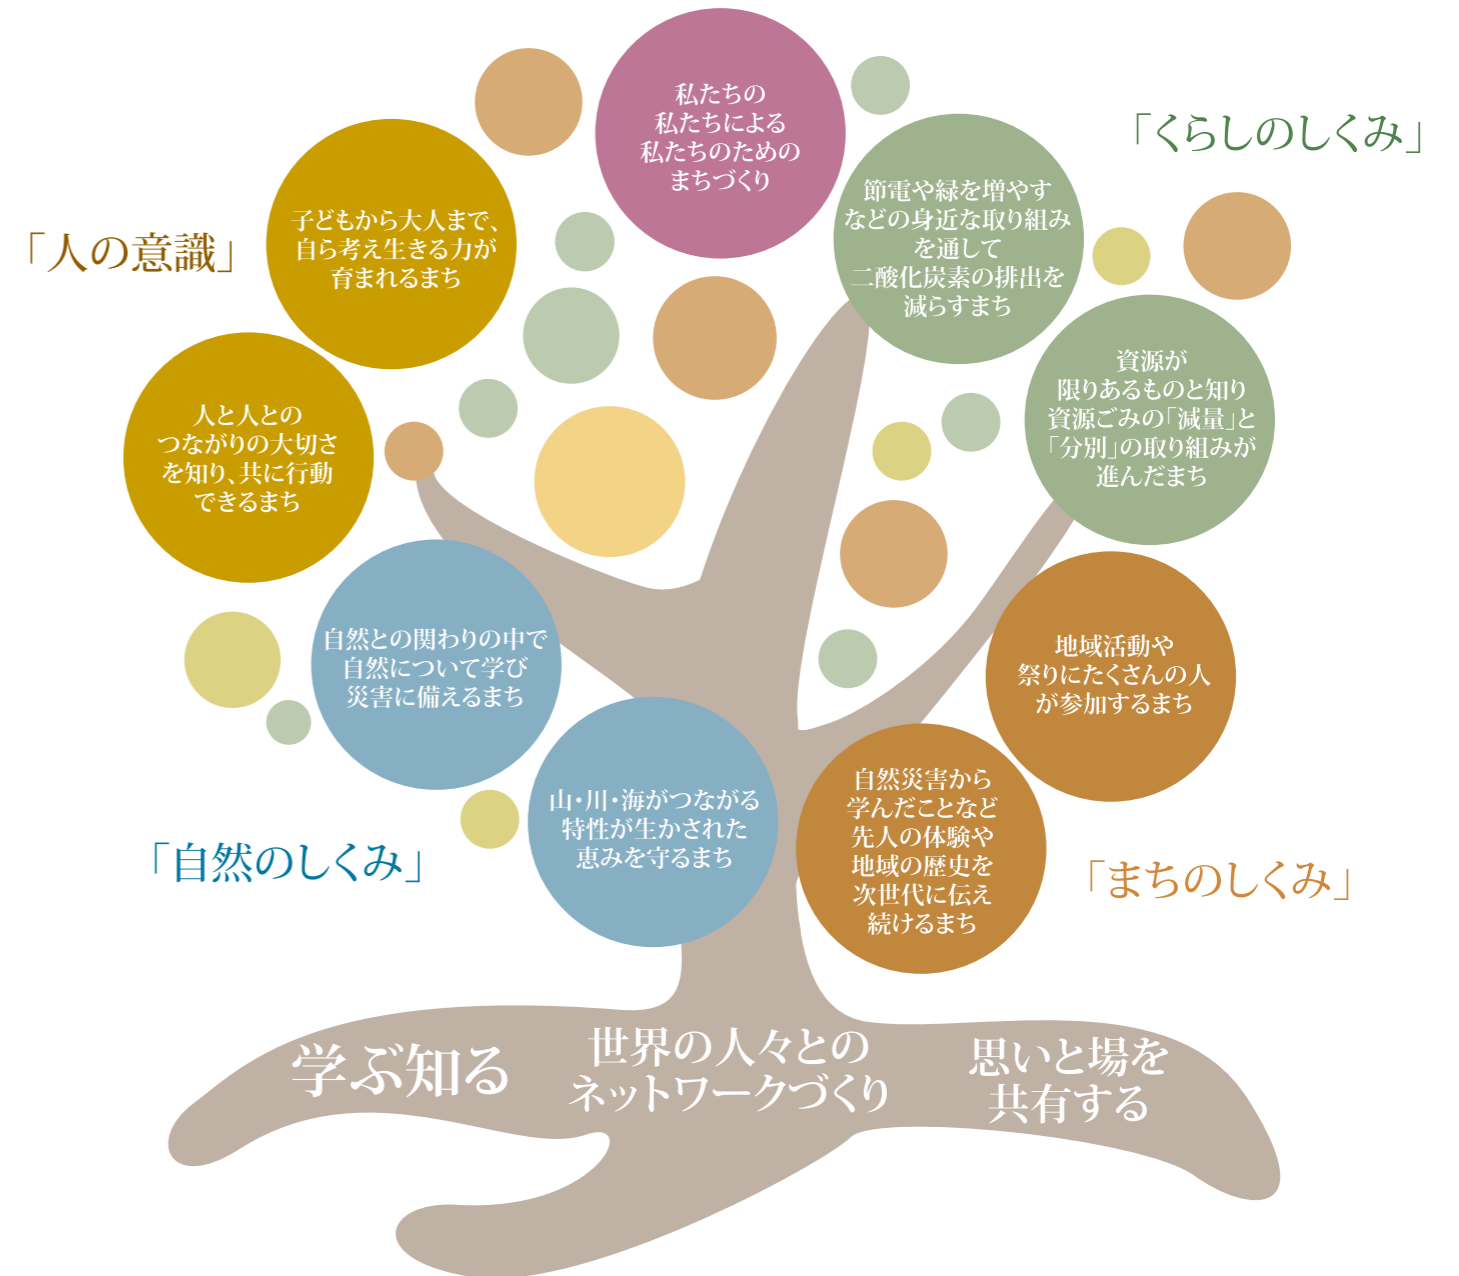 私たちの
私たちによる
私たちのための
まちづくり
「くらしのしくみ」
節電や緑を増やす
などの身近な取り組み
を通して
二酸化炭素の排出を
減らすまち
資源が
限りあるものと知り
資源ごみの「減量」と
「分別」の取り組みが
進んだまち
「人の意識」
子どもから大人まで、
自ら考え生きる力が
育まれるまち
人と人との
つながりの大切さ
を知り、共に行動
できるまち
自然との関わりの中で
自然について学び
災害に備えるまち
山・川・海がつながる
特性が生かされた
恵みを守るまち
「自然のしくみ」
地域活動や
祭りにたくさんの人
が参加するまち
自然災害から
学んだことなど
先人の体験や
地域の歴史を
次世代に伝え
続けるまち
「まちのしくみ」
学ぶ知る
世界の人々との
ネットワークづくり
思いと場を
共有する